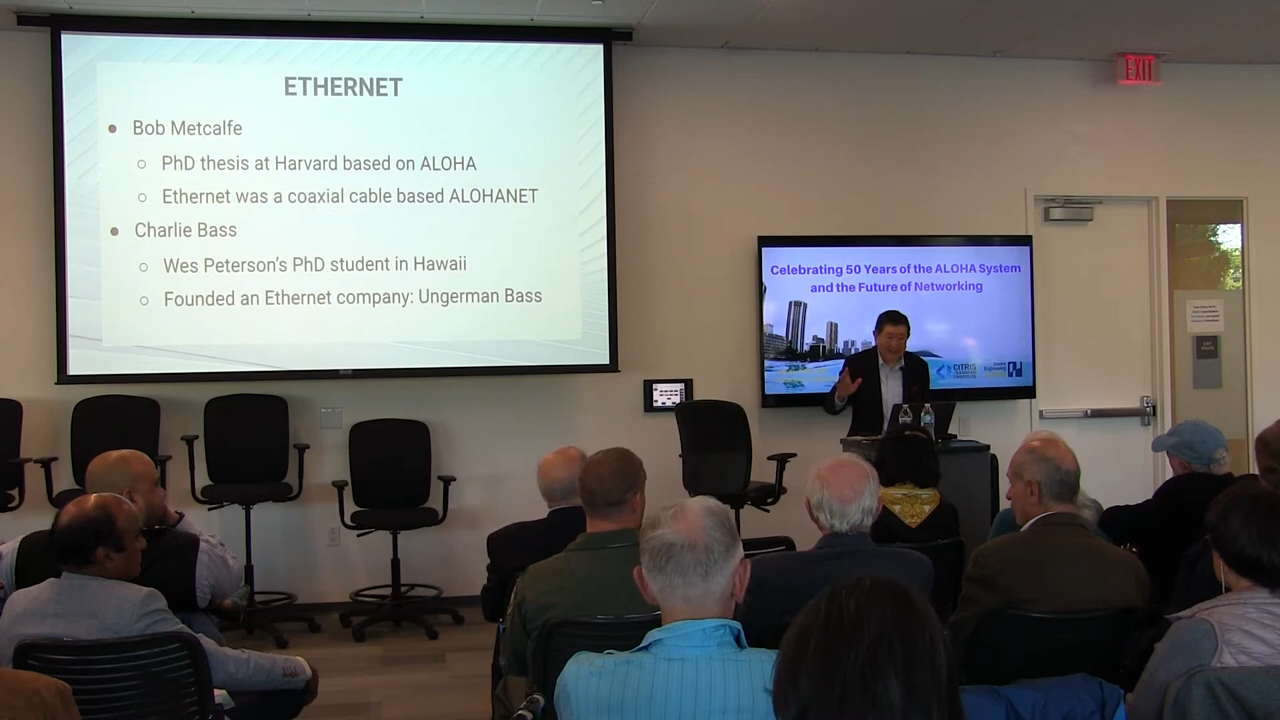 ETHERNET
Bob Metcalfe
PhD thesis at Harvard based on ALOHA
Ethernet was a coaxial cable based ALOHANET
Charlie Bass
Wes Peterson's PhD student in Hawaii
Founded an Ethernet company: Ungerman Bass
EXIT
Celebrating 50 Years of the ALOHA System
and the Future of Networking
CITRIS